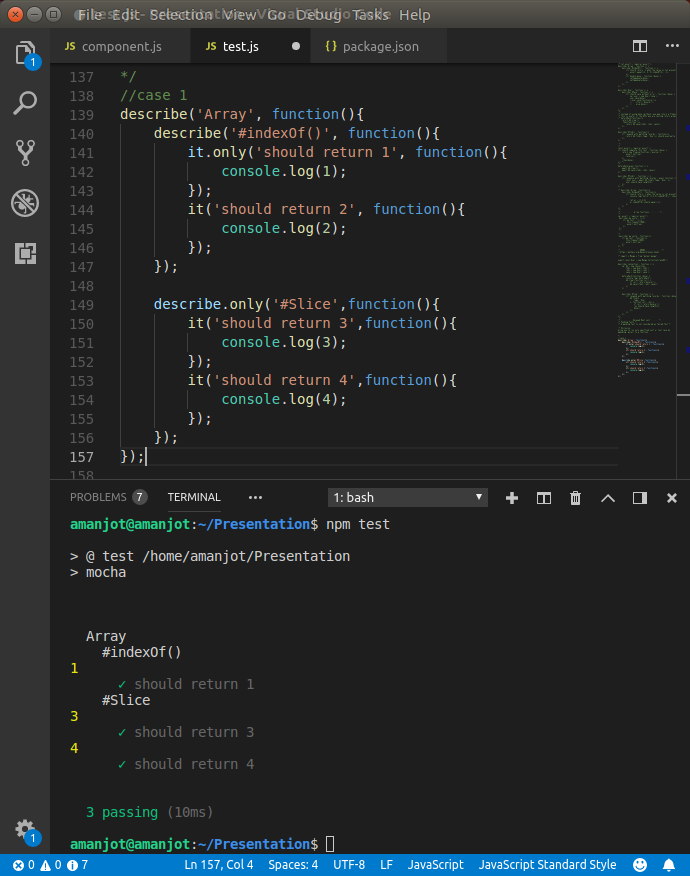 File Edit Selection View Go Debug Tasks Help
JS component.js JS test.js { } package.json
1
137 */
138 //case 1
139 describe('Array', function(){
140 describe('#indexOf()', function(){
141 it.only('should return 1', function(){
142 console.log(1);
143 });
144 it('should return 2', function(){
145 console.log(2);
146 });
147 });
148
149 describe.only('#Slice',function(){
150 it('should return 3',function(){
151 console.log(3);
152 });
153 it('should return 4',function(){
154 console.log(4);
155 });
156 });
157 });
158
PROBLEMS 7 TERMINAL ••• 1: bash
amanjot@amanjot:~/Presentation$ npm test
> @ test /home/amanjot/Presentation
> mocha
Array
#indexOf()
1
✓ should return 1
#Slice
3
✓ should return 3
4
✓ should return 4
3 passing (10ms)
amanjot@amanjot:~/Presentation$
1
0 0 7 Ln 157, Col 4 Spaces: 4 UTF-8 LF JavaScript JavaScript Standard Style